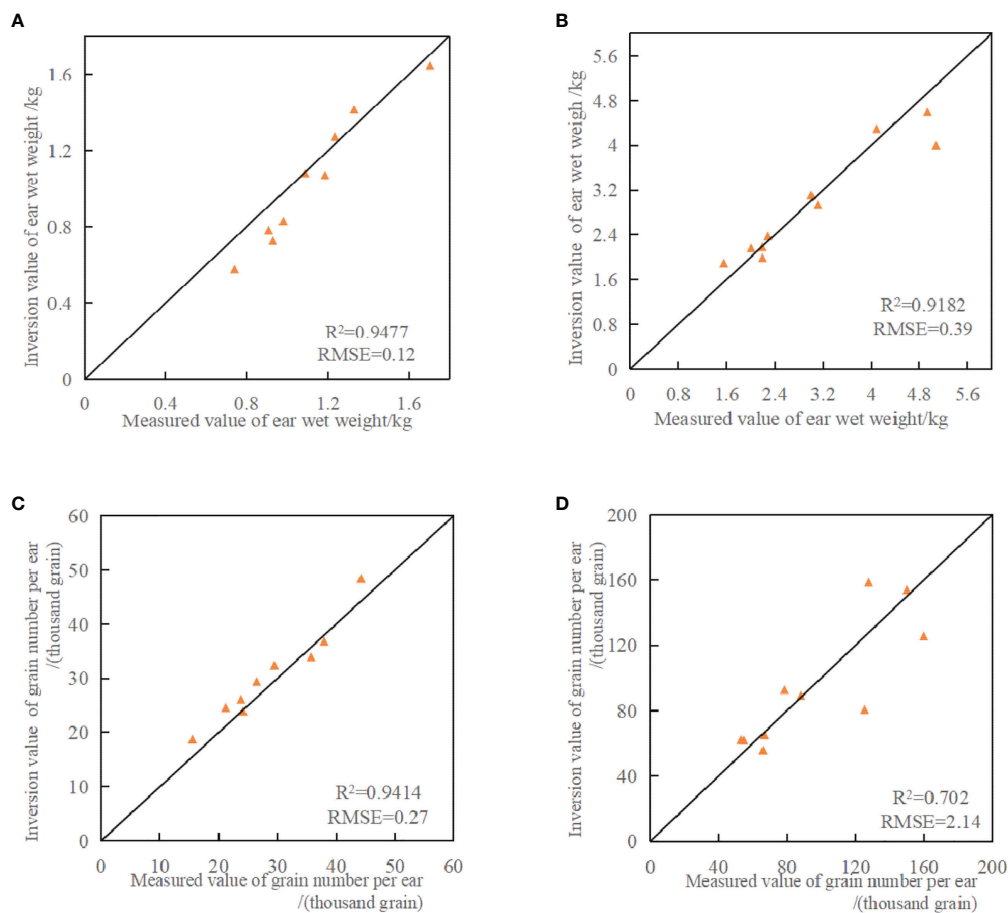 A
Inversion value of ear wet weight /kg
1.6
1.2
0.8
0.4
0
R²=0.9477
RMSE=0.12
0 0.4 0.8 1.2 1.6
Measured value of ear wet weight/kg
B
Inversion value of ear wet weigh /kg
5.6
4.8
4
3.2
2.4
1.6
0.8
0
R²=0.9182
RMSE=0.39
0 0.8 1.6 2.4 3.2 4 4.8 5.6
Measured value of ear wet weight/kg
C
Inversion value of grain number per ear
/(thousand grain)
60
50
40
30
20
10
0
R²=0.9414
RMSE=0.27
0 10 20 30 40 50 60
Measured value of grain number per ear
/(thousand grain)
D
Inversion value of grain number per ear
/(thousand grain)
200
160
120
80
40
0
R²=0.702
RMSE=2.14
0 40 80 120 160 200
Measured value of grain number per ear
/(thousand grain)